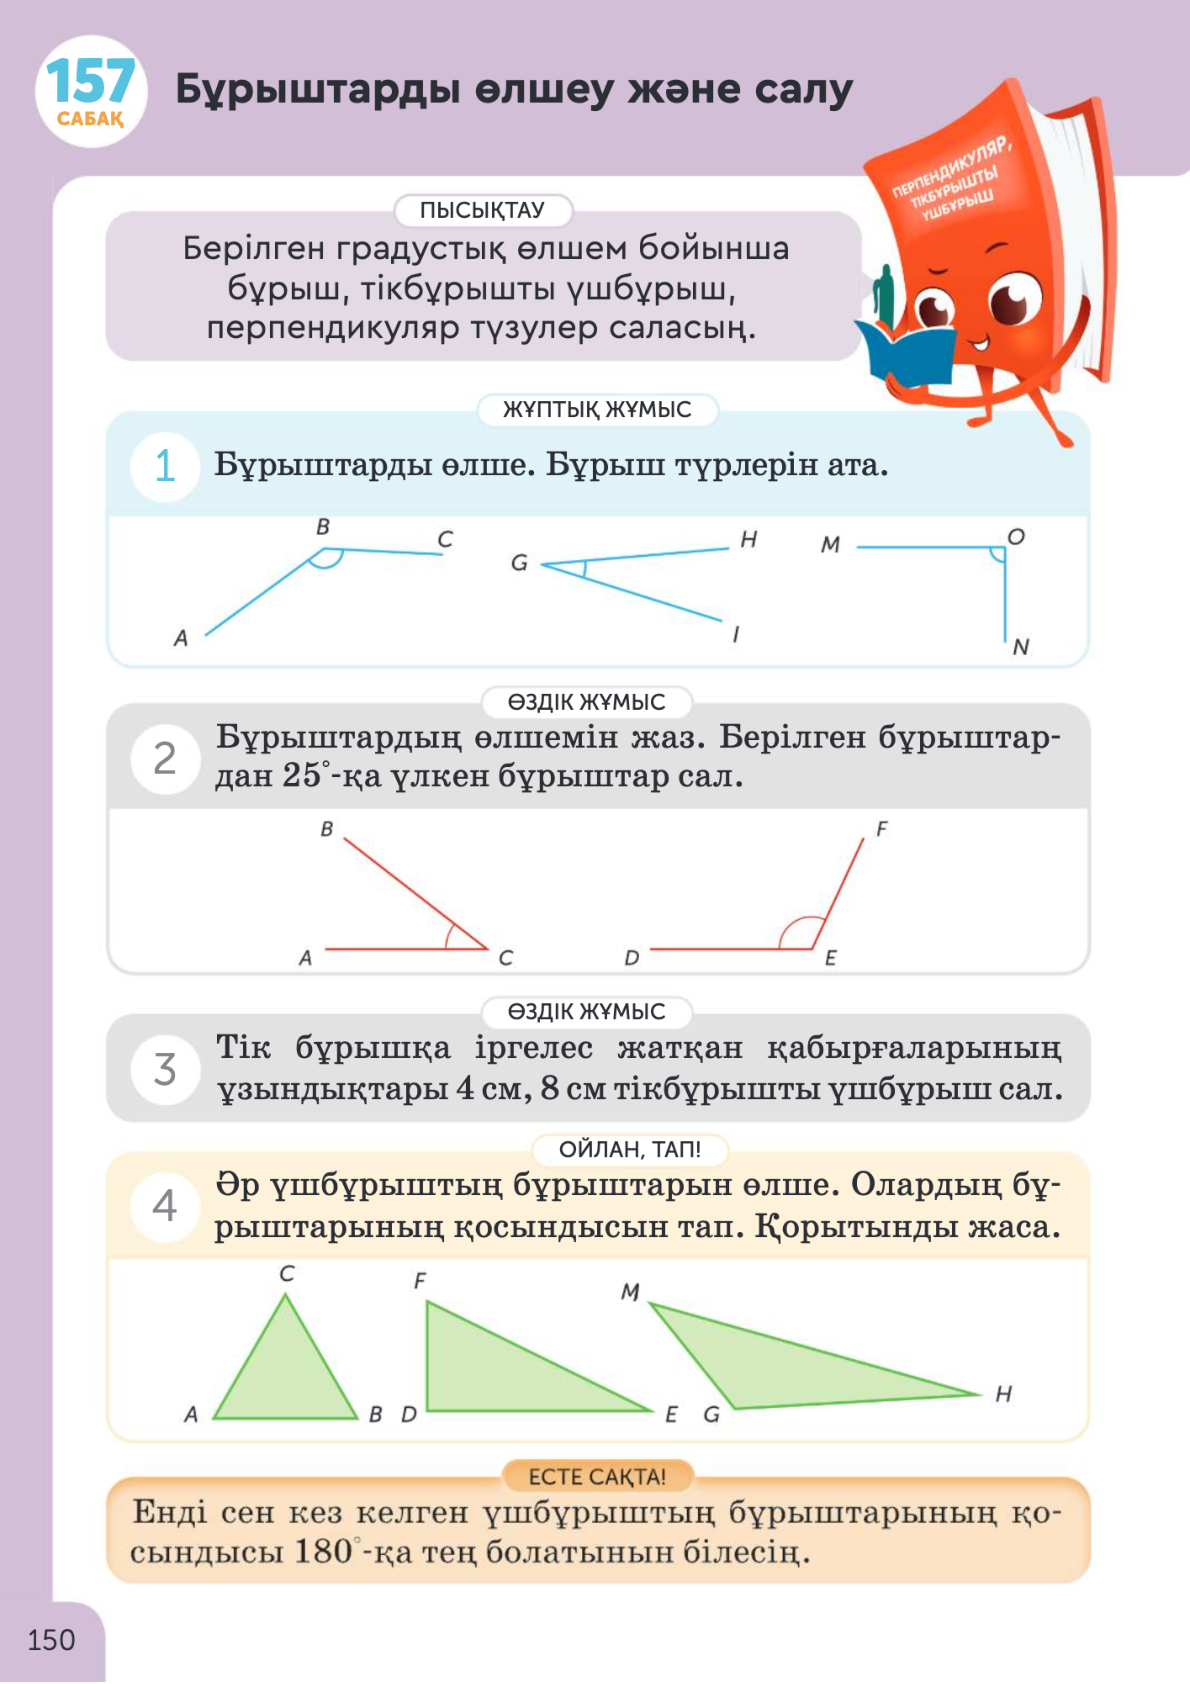 157
САБАҚ
Бұрыштарды өлшеу және салу
ПЕРПЕНДИКУЛЯР,
ТІКБҰРЫШТЫ
ҮШБҰРЫШ
ПЫСЫҚТАУ
Берілген градустық өлшем бойынша
бұрыш, тікбұрышты үшбұрыш,
перпендикуляр түзулер саласың.
ЖҰПТЫҚ ЖҰМЫС
1 Бұрыштарды өлше. Бұрыш түрлерін ата.
B C G H M O
A I N
ӨЗДІК ЖҰМЫС
2 Бұрыштардың өлшемін жаз. Берілген бұрыштар-
дан 25°-қа үлкен бұрыштар сал.
B F
A C D E
ӨЗДІК ЖҰМЫС
3 Тік бұрышқа іргелес жатқан қабырғаларының
ұзындықтары 4 см, 8 см тікбұрышты үшбұрыш сал.
ОЙЛАН, ТАП!
4 Әр үшбұрыштың бұрыштарын өлше. Олардың бұ-
рыштарының қосындысын тап. Қорытынды жаса.
C F M
A B D E G H
ЕСТЕ САҚТА!
Енді сен кез келген үшбұрыштың бұрыштарының қо-
сындысы 180°-қа тең болатынын білесің.
150